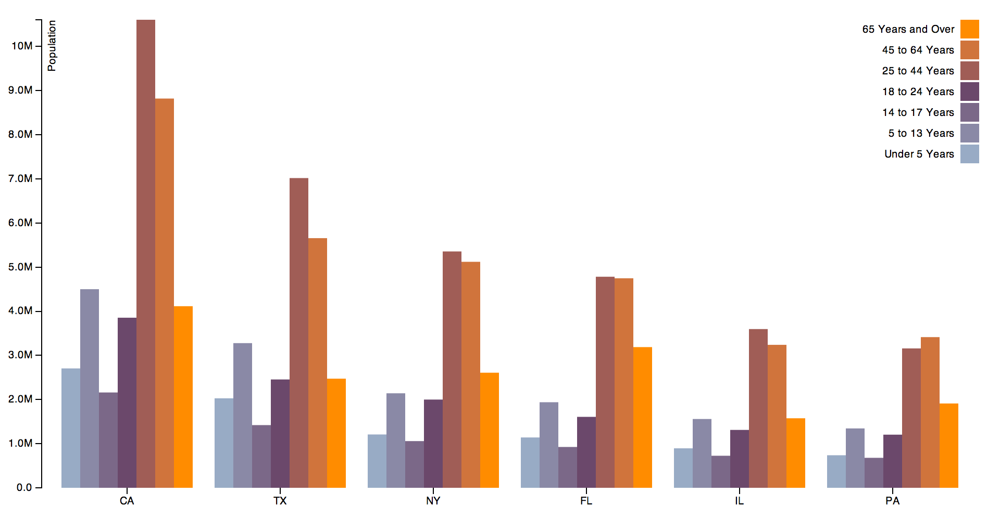 Population
10M
9.0M
8.0M
7.0M
6.0M
5.0M
4.0M
3.0M
2.0M
1.0M
0.0
CA
TX
NY
FL
IL
PA
65 Years and Over
45 to 64 Years
25 to 44 Years
18 to 24 Years
14 to 17 Years
5 to 13 Years
Under 5 Years